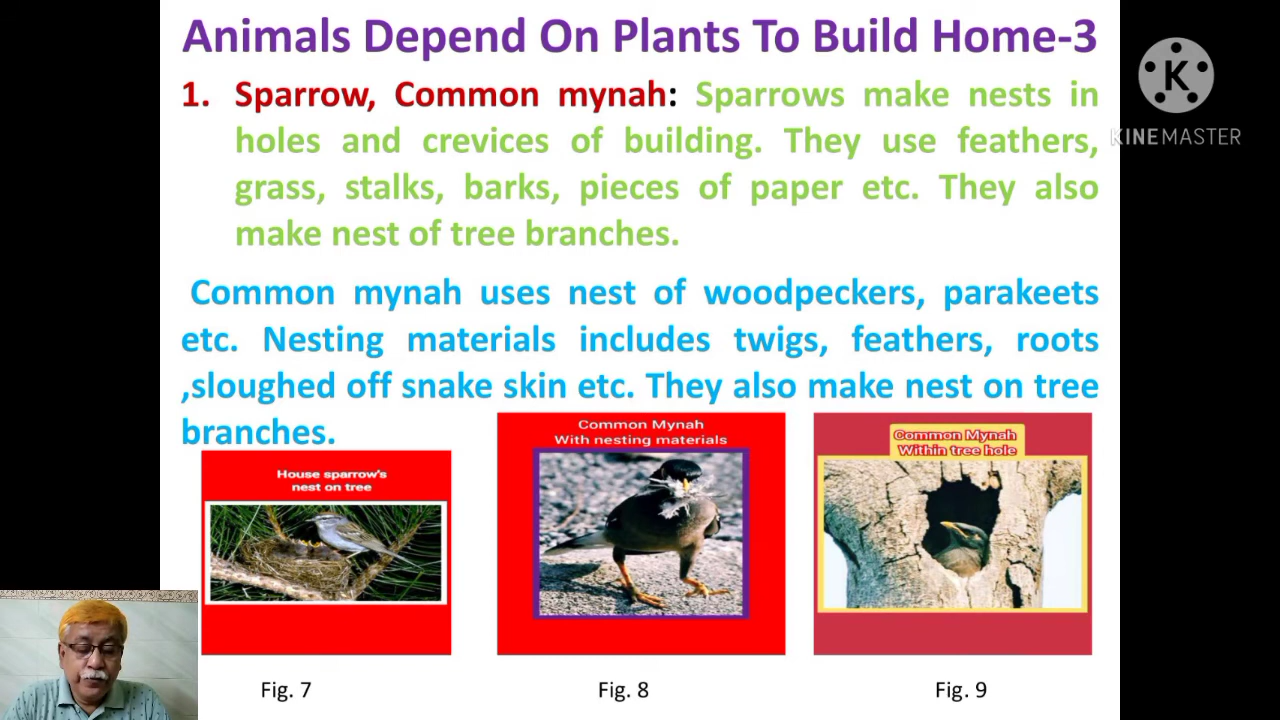 Animals Depend On Plants To Build Home-3
1. Sparrow, Common mynah: Sparrows make nests in
holes and crevices of building. They use feathers,
grass, stalks, barks, pieces of paper etc. They also
make nest of tree branches.
Common mynah uses nest of woodpeckers, parakeets
etc. Nesting materials includes twigs, feathers, roots
,sloughed off snake skin etc. They also make nest on tree
branches.
House sparrow's
nest on tree
Common Mynah
With nesting materials
Common Mynah
Within tree hole
Fig. 7
Fig. 8
Fig. 9
K
KINEMASTER